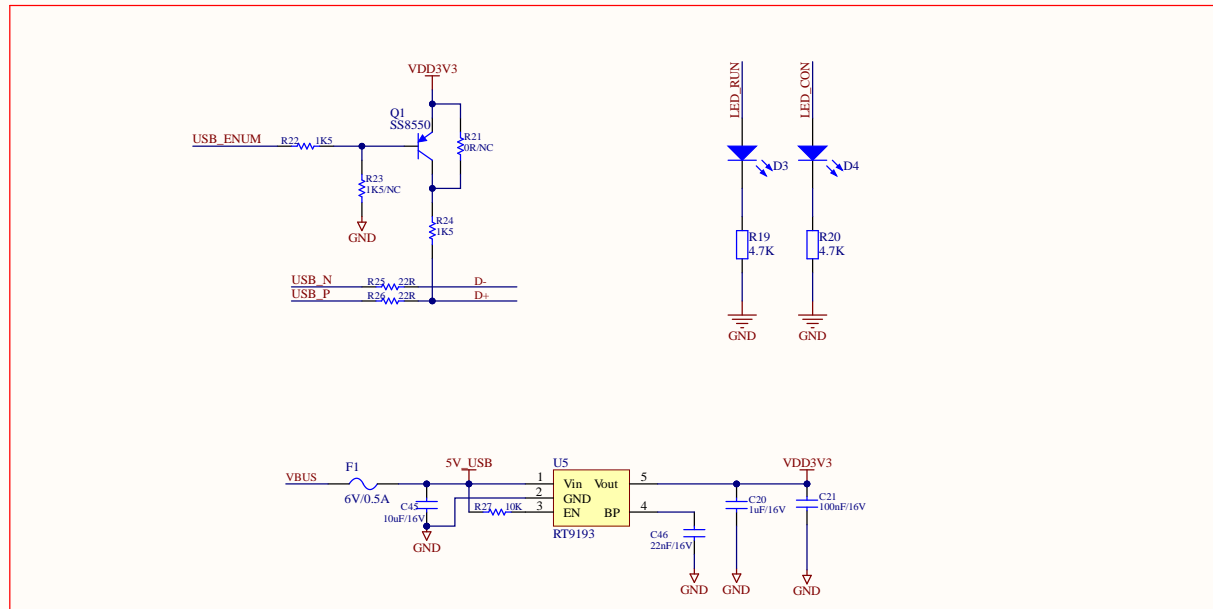 VDD3V3
Q1
SS8550
R21
0R/NC
USB_ENUM
R22 1K5
R23
1K5/NC
GND
R24
1K5
USB_N R25 22R D-
USB_P R26 22R D+
LED_RUN
LED_CON
D3
D4
R19
4.7K
R20
4.7K
GND
GND
VBUS
F1
6V/0.5A
5V_USB
C45
10uF/16V
GND
R27 10K
U5
1 Vin Vout 5
2 GND
3 EN BP 4
RT9193
C46
22nF/16V
GND
C20
1uF/16V
GND
VDD3V3
C21
100nF/16V
GND